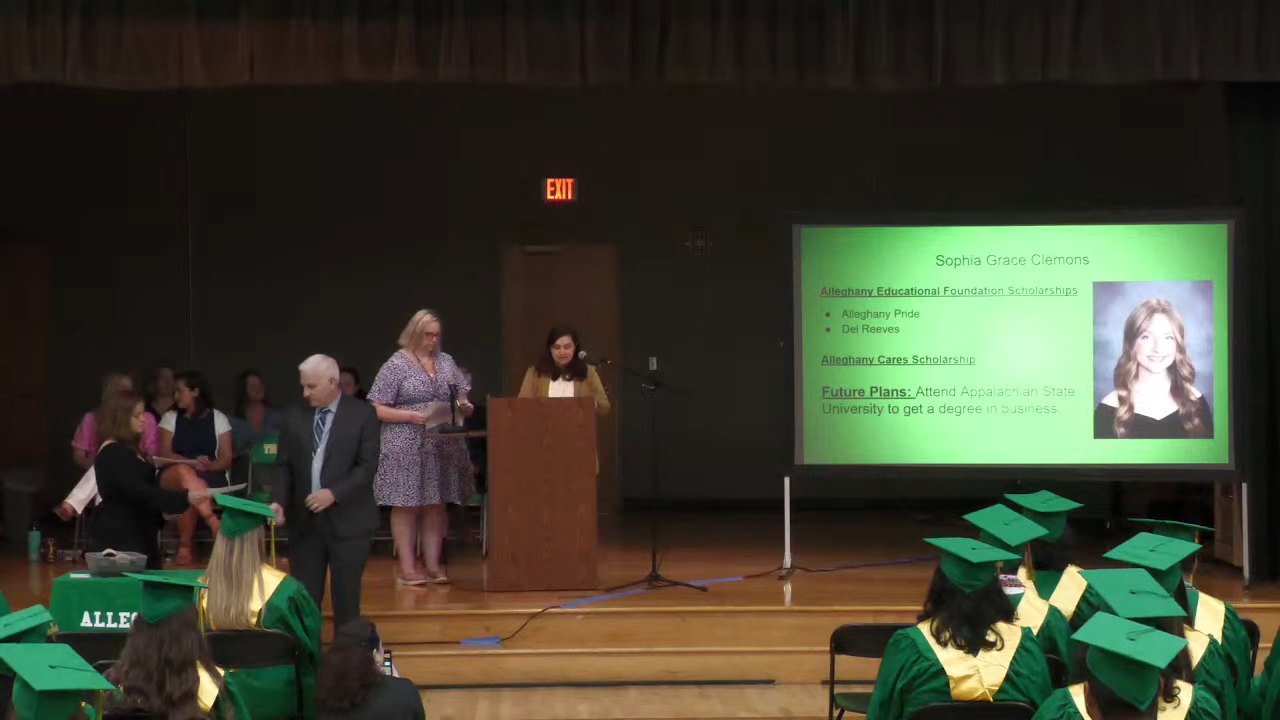 EXIT
Sophia Grace Clemons
Alleghany Educational Foundation Scholarships
Alleghany Pride
Del Reeves
Alleghany Cares Scholarship
Future Plans: Attend Appalachian State
University to get a degree in business.
ALLEG